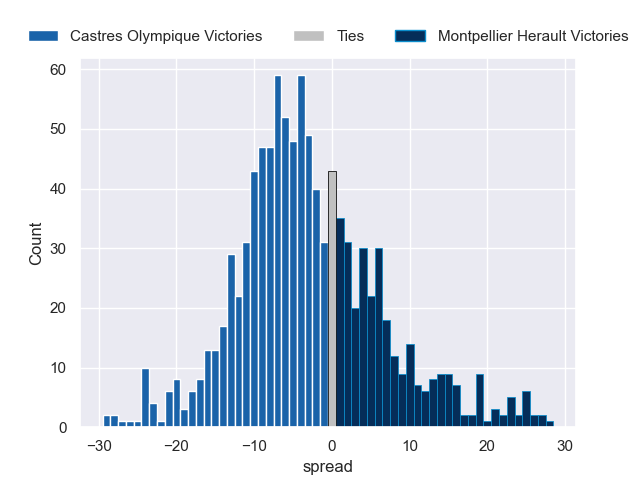 Castres Olympique Victories Ties Montpellier Herault Victories
60
50
40
30
20
10
0
Count
−30 −20 −10 0 10 20 30
spread